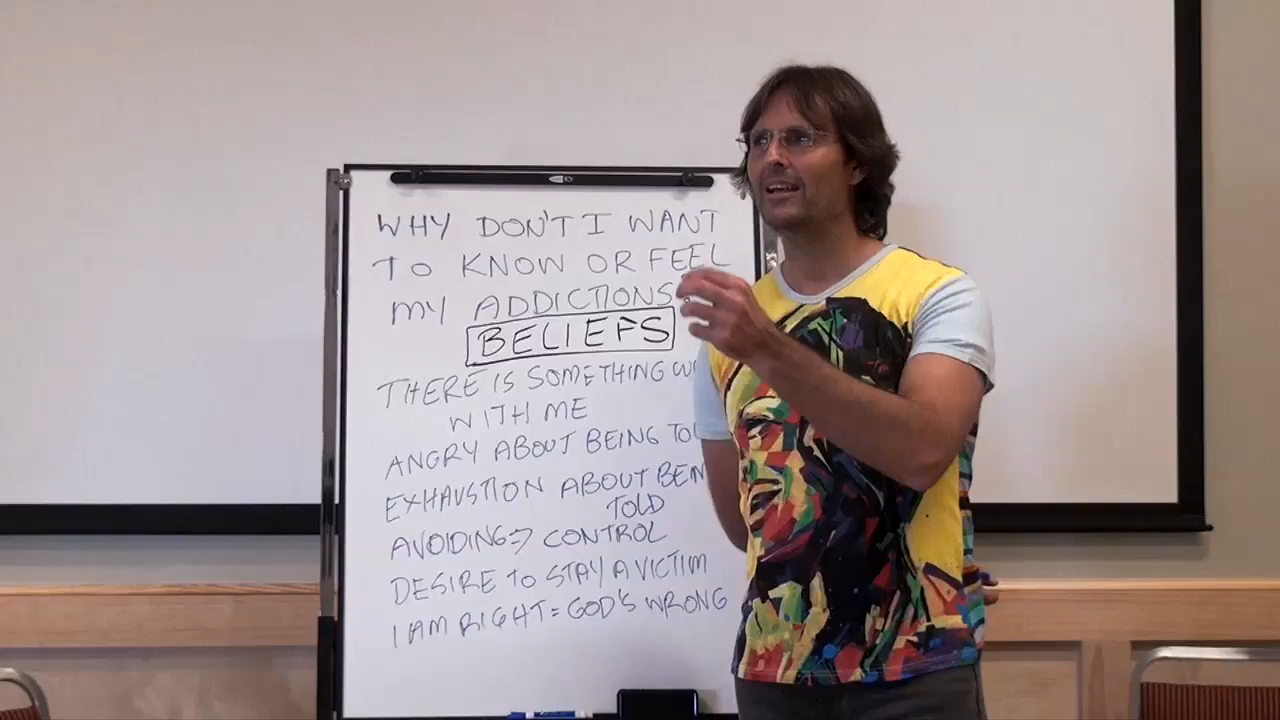 WHY DON'T I WANT
TO KNOW OR FEEL
MY ADDICTIONS
BELIEFS
THERE IS SOMETHING
WITH ME
ANGRY ABOUT BEING
EXHAUSTION ABOUT
TOLD
AVOIDING => CONTROL
DESIRE TO STAY A VICTIM
I AM RIGHT = GOD'S WRONG